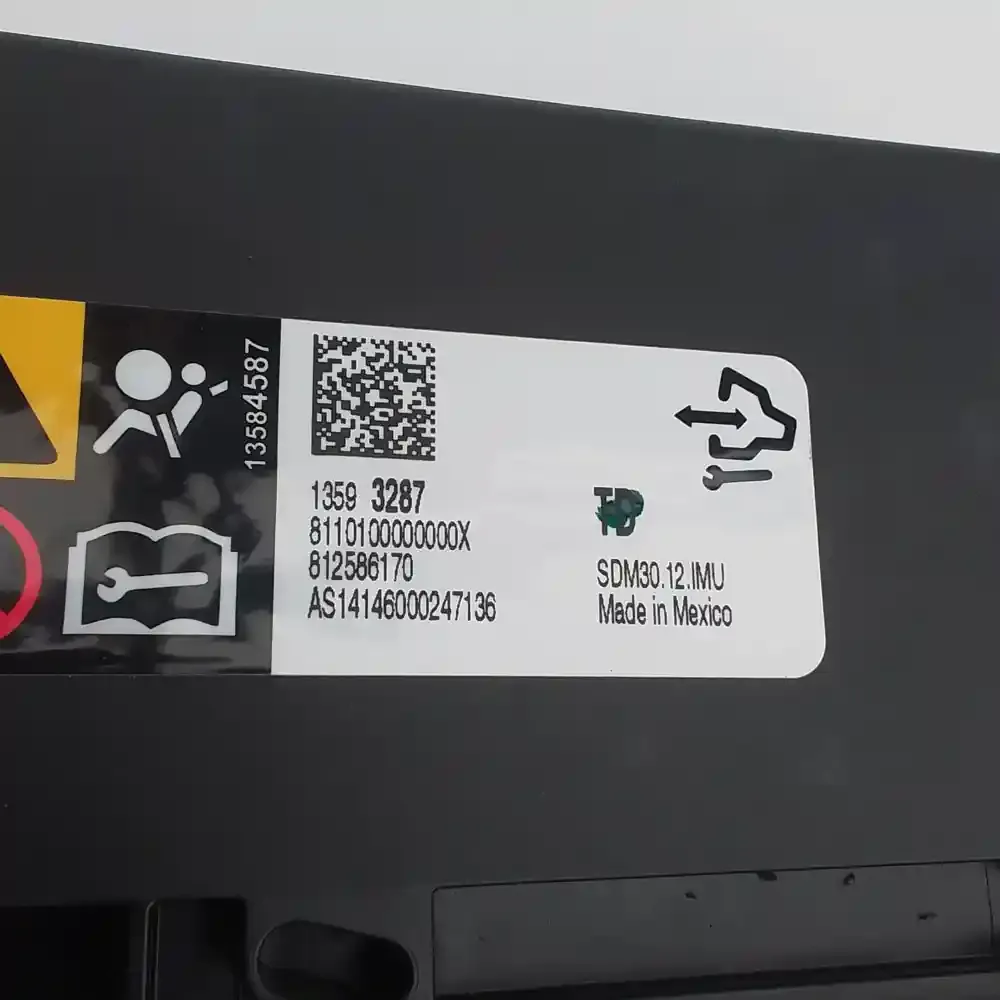 13584587
1359 3287
8110100000000X
812586170
AS14146000247136
SDM30.12.IMU
Made in Mexico